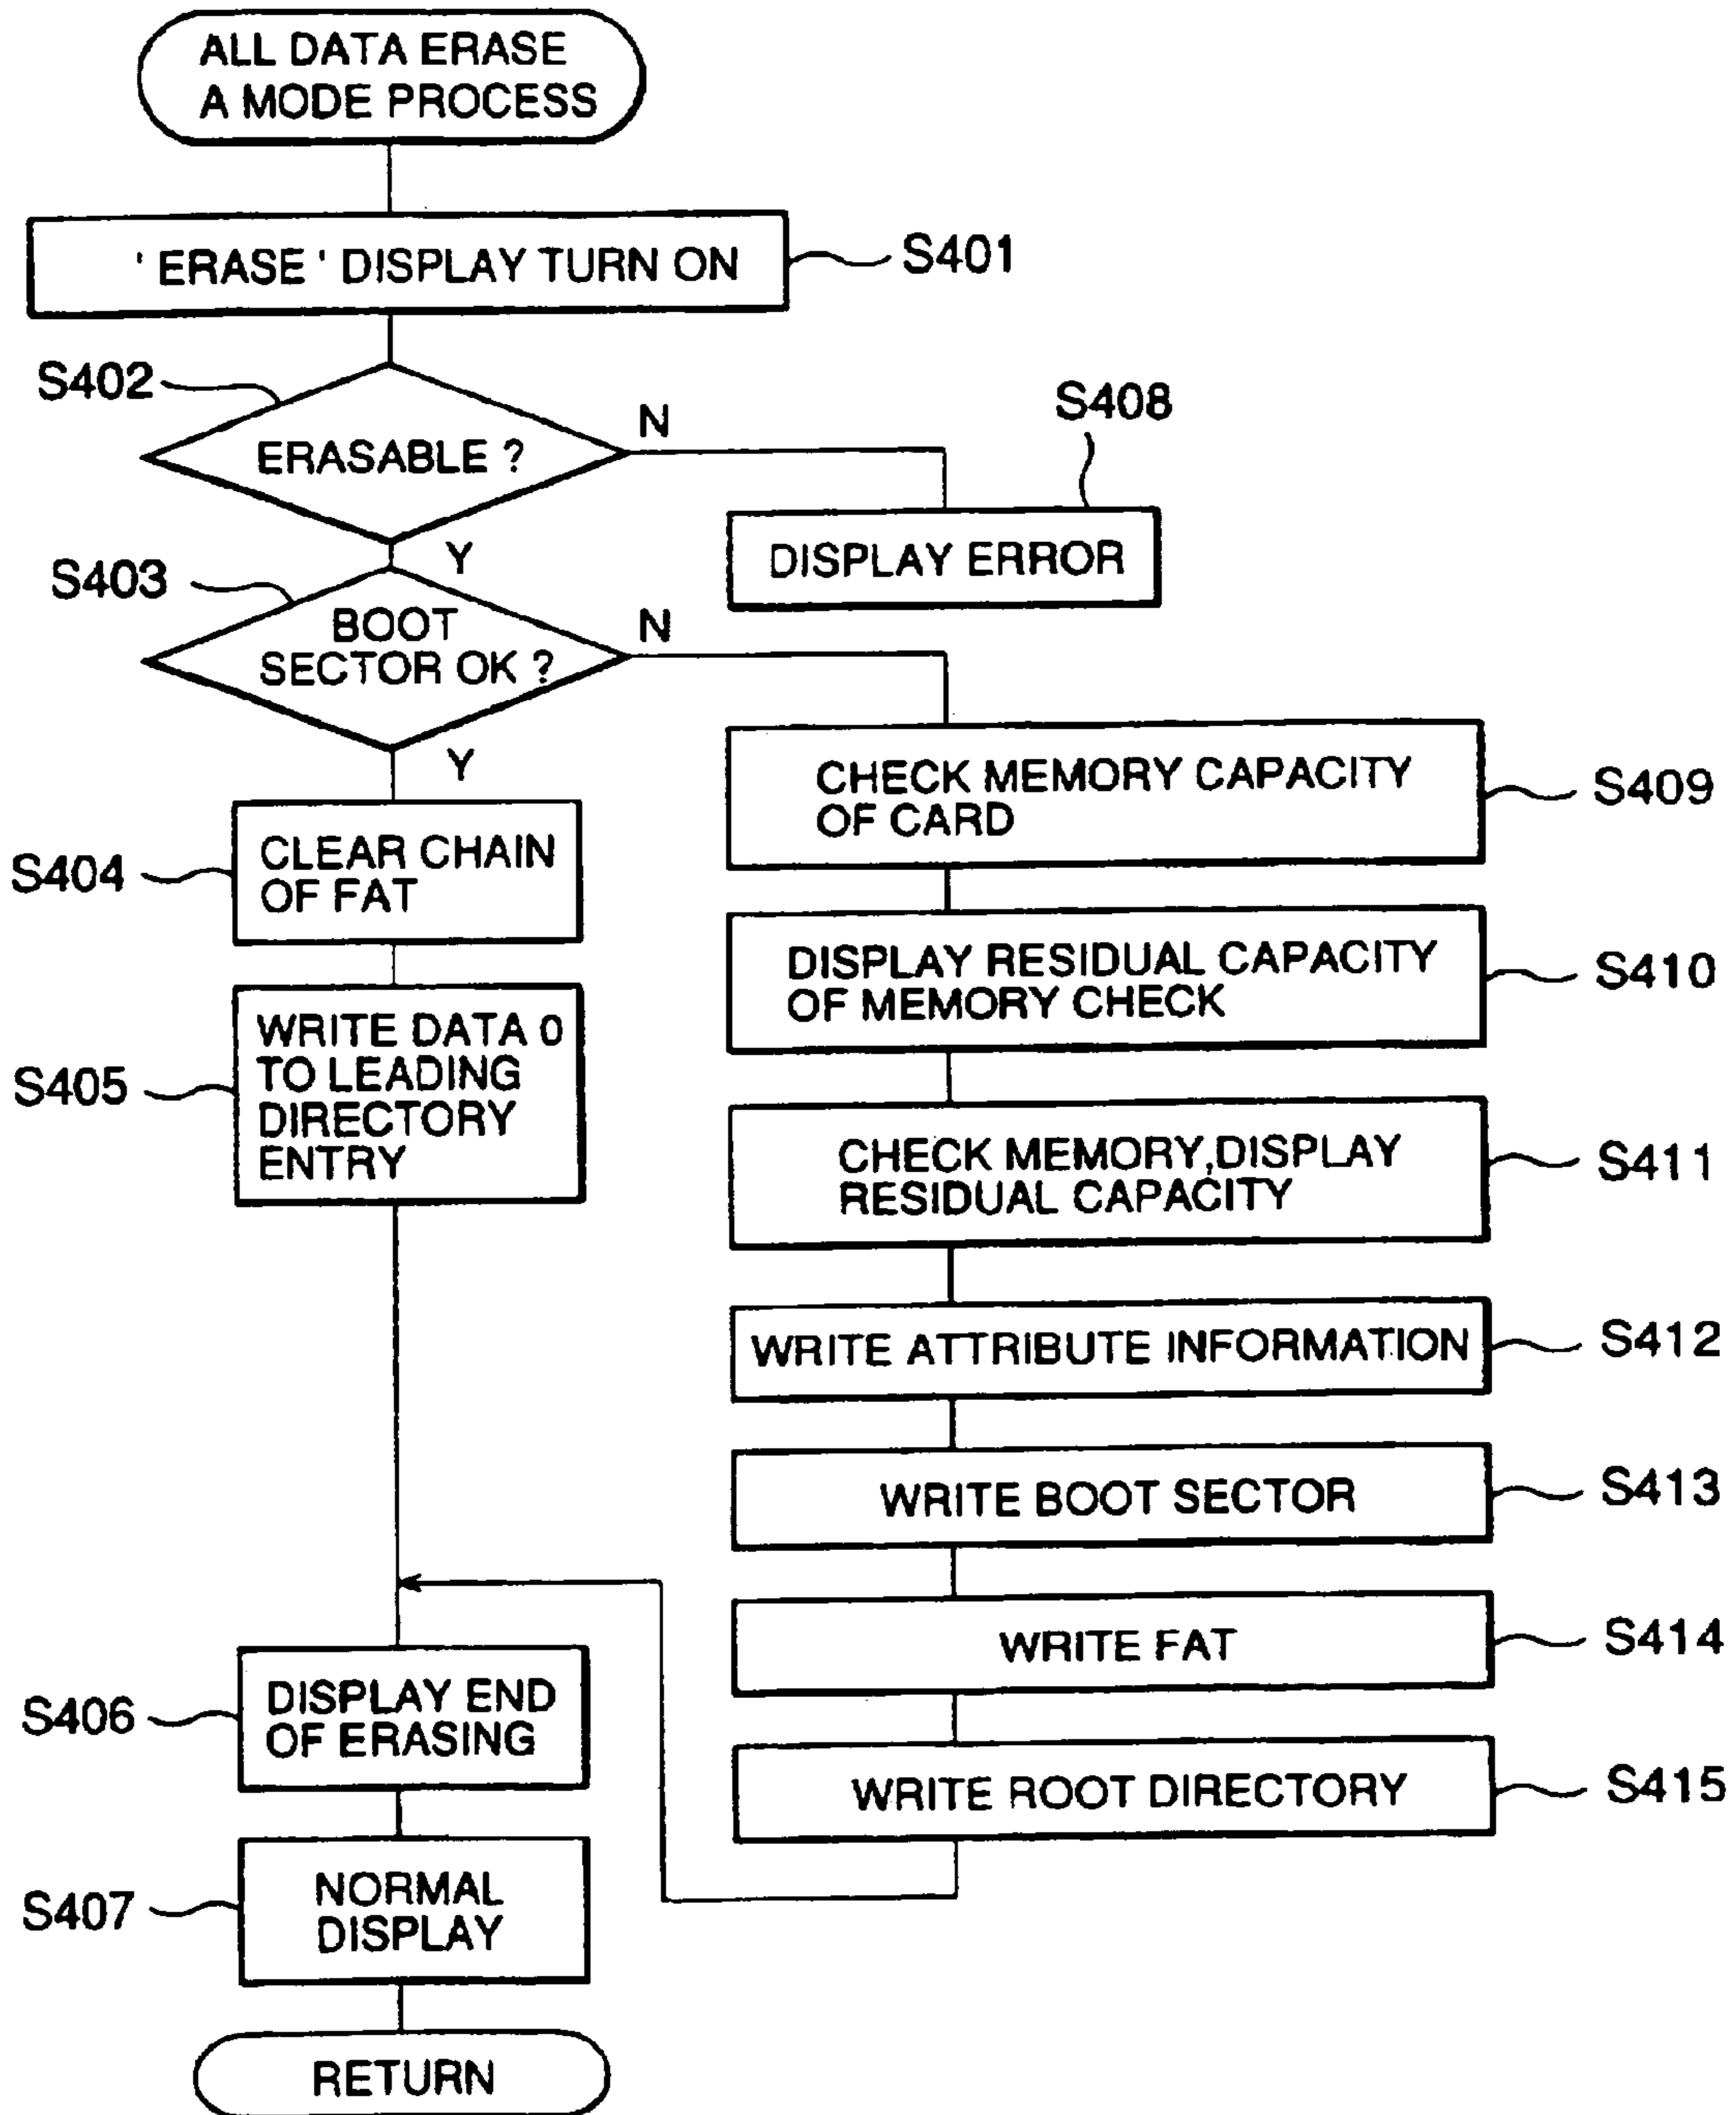 ALL DATA ERASE
A MODE PROCESS
' ERASE ' DISPLAY TURN ON
S401
S402
ERASABLE ?
N
S408
Y
DISPLAY ERROR
S403
BOOT
SECTOR OK ?
N
Y
CHECK MEMORY CAPACITY
OF CARD
S409
S404
CLEAR CHAIN
OF FAT
DISPLAY RESIDUAL CAPACITY
OF MEMORY CHECK
S410
S405
WRITE DATA 0
TO LEADING
DIRECTORY
ENTRY
CHECK MEMORY,DISPLAY
RESIDUAL CAPACITY
S411
WRITE ATTRIBUTE INFORMATION
S412
WRITE BOOT SECTOR
S413
WRITE FAT
S414
S406
DISPLAY END
OF ERASING
WRITE ROOT DIRECTORY
S415
S407
NORMAL
DISPLAY
RETURN